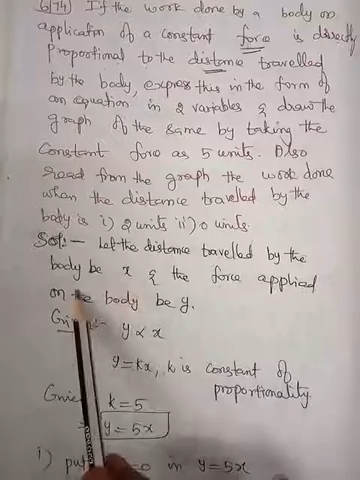 6) (74) If the work done by a body on
application of a constant force is directly
proportional to the distance travelled
by the body, express this in the form of
an equation in 2 variables & draw the
graph of the same by taking the
Constant force as 5 units. Also
read from the graph the work done
when the distance travelled by the
body is i) 2 units ii) 0 units.
Sol:- Let the distance travelled by the
body be x & the force applied
on the body be y.
y ∝ x
y = kx, k is constant of
proportionality
k = 5
y = 5x
i) put =0 in y = 5x